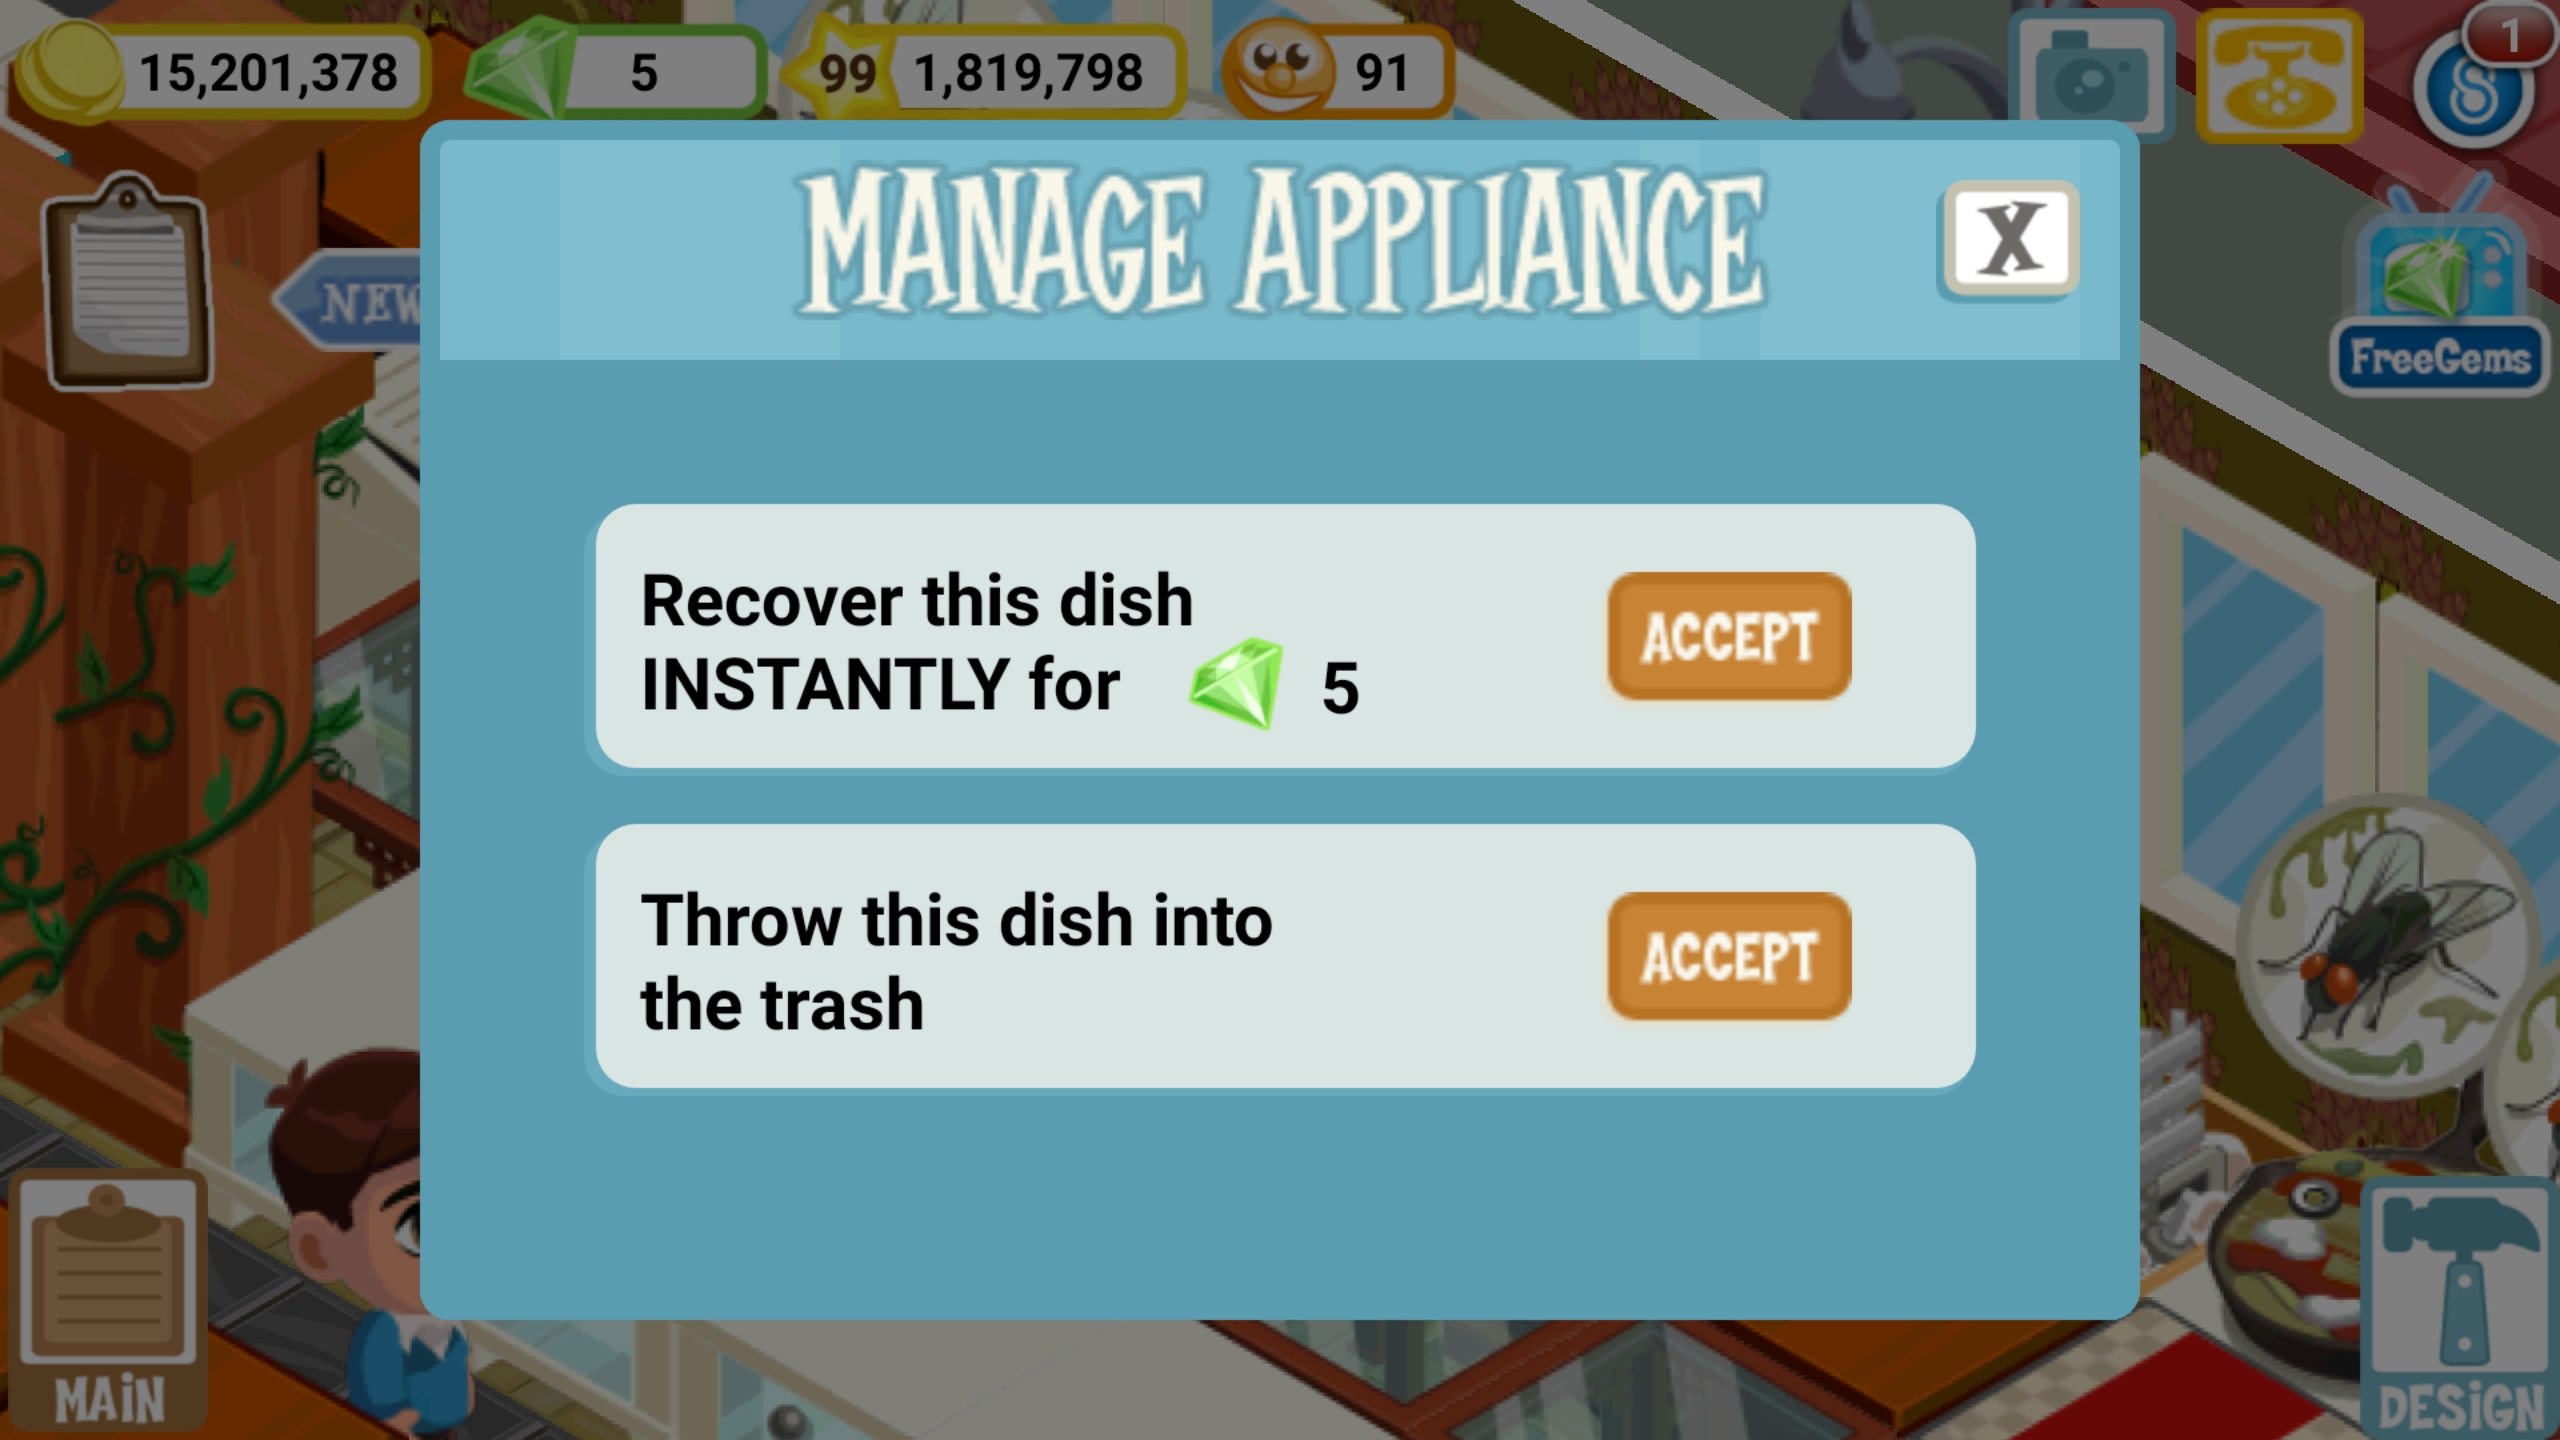 15,201,378
5
99
1,819,798
91
1
NEW
MANAGE APPLIANCE
X
FreeGems
Recover this dish
INSTANTLY for 5
ACCEPT
Throw this dish into
the trash
ACCEPT
MAiN
DESiGN